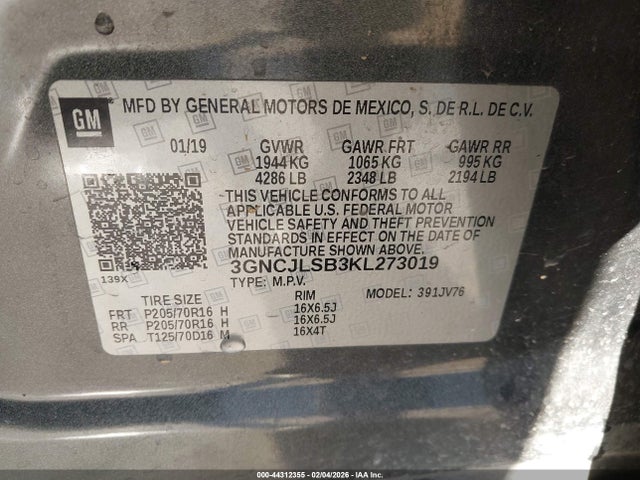 GM
MFD BY GENERAL MOTORS DE MEXICO, S. DE R.L. DE C.V.
01/19 GVWR GAWR FRT GAWR RR
1944 KG 1065 KG 995 KG
4286 LB 2348 LB 2194 LB
THIS VEHICLE CONFORMS TO ALL
APPLICABLE U.S. FEDERAL MOTOR
VEHICLE SAFETY AND THEFT
PREVENTION STANDARDS IN EFFECT
ON THE DATE OF MANUFACTURE
SHOWN ABOVE.
3GNCJLSB3KL273019
139X TYPE: M.P.V. MODEL: 391JV76
TIRE SIZE RIM
FRT P205/70R16 H 16X6.5J
RR P205/70R16 H 16X6.5J
SPA T125/70D16 M 16X4T
000-44312355 - 02/04/2026 - IAA Inc.